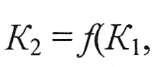 K₂ = f(K₁,